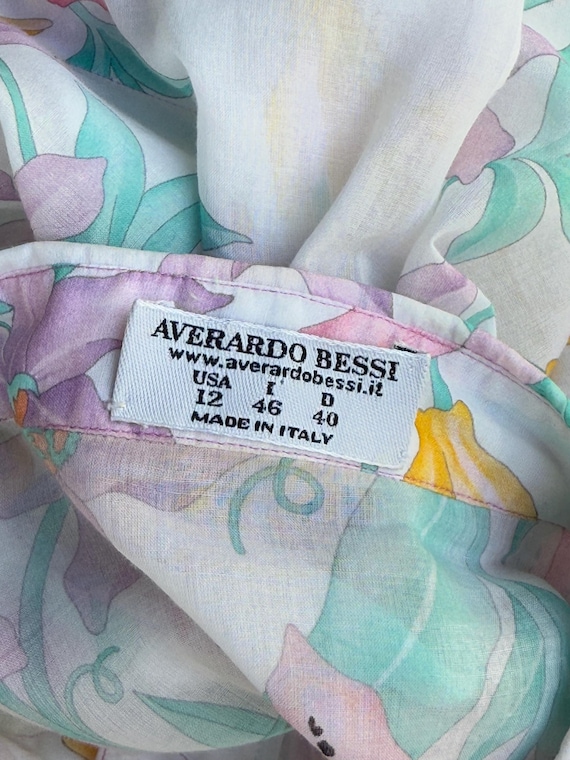 AVERARDO BESSI
www.averardobessi.it
USA I D
12 46 40
MADE IN ITALY